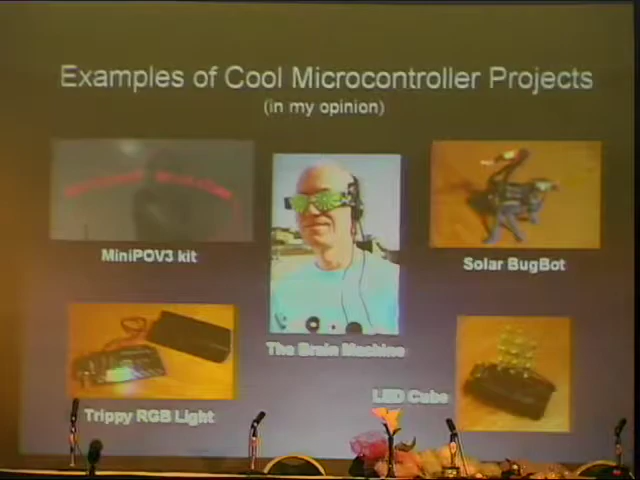 Examples of Cool Microcontroller Projects
(in my opinion)
MiniPOV3 kit
Solar BugBot
The Brain Machine
LED Cube
Trippy RGB Light